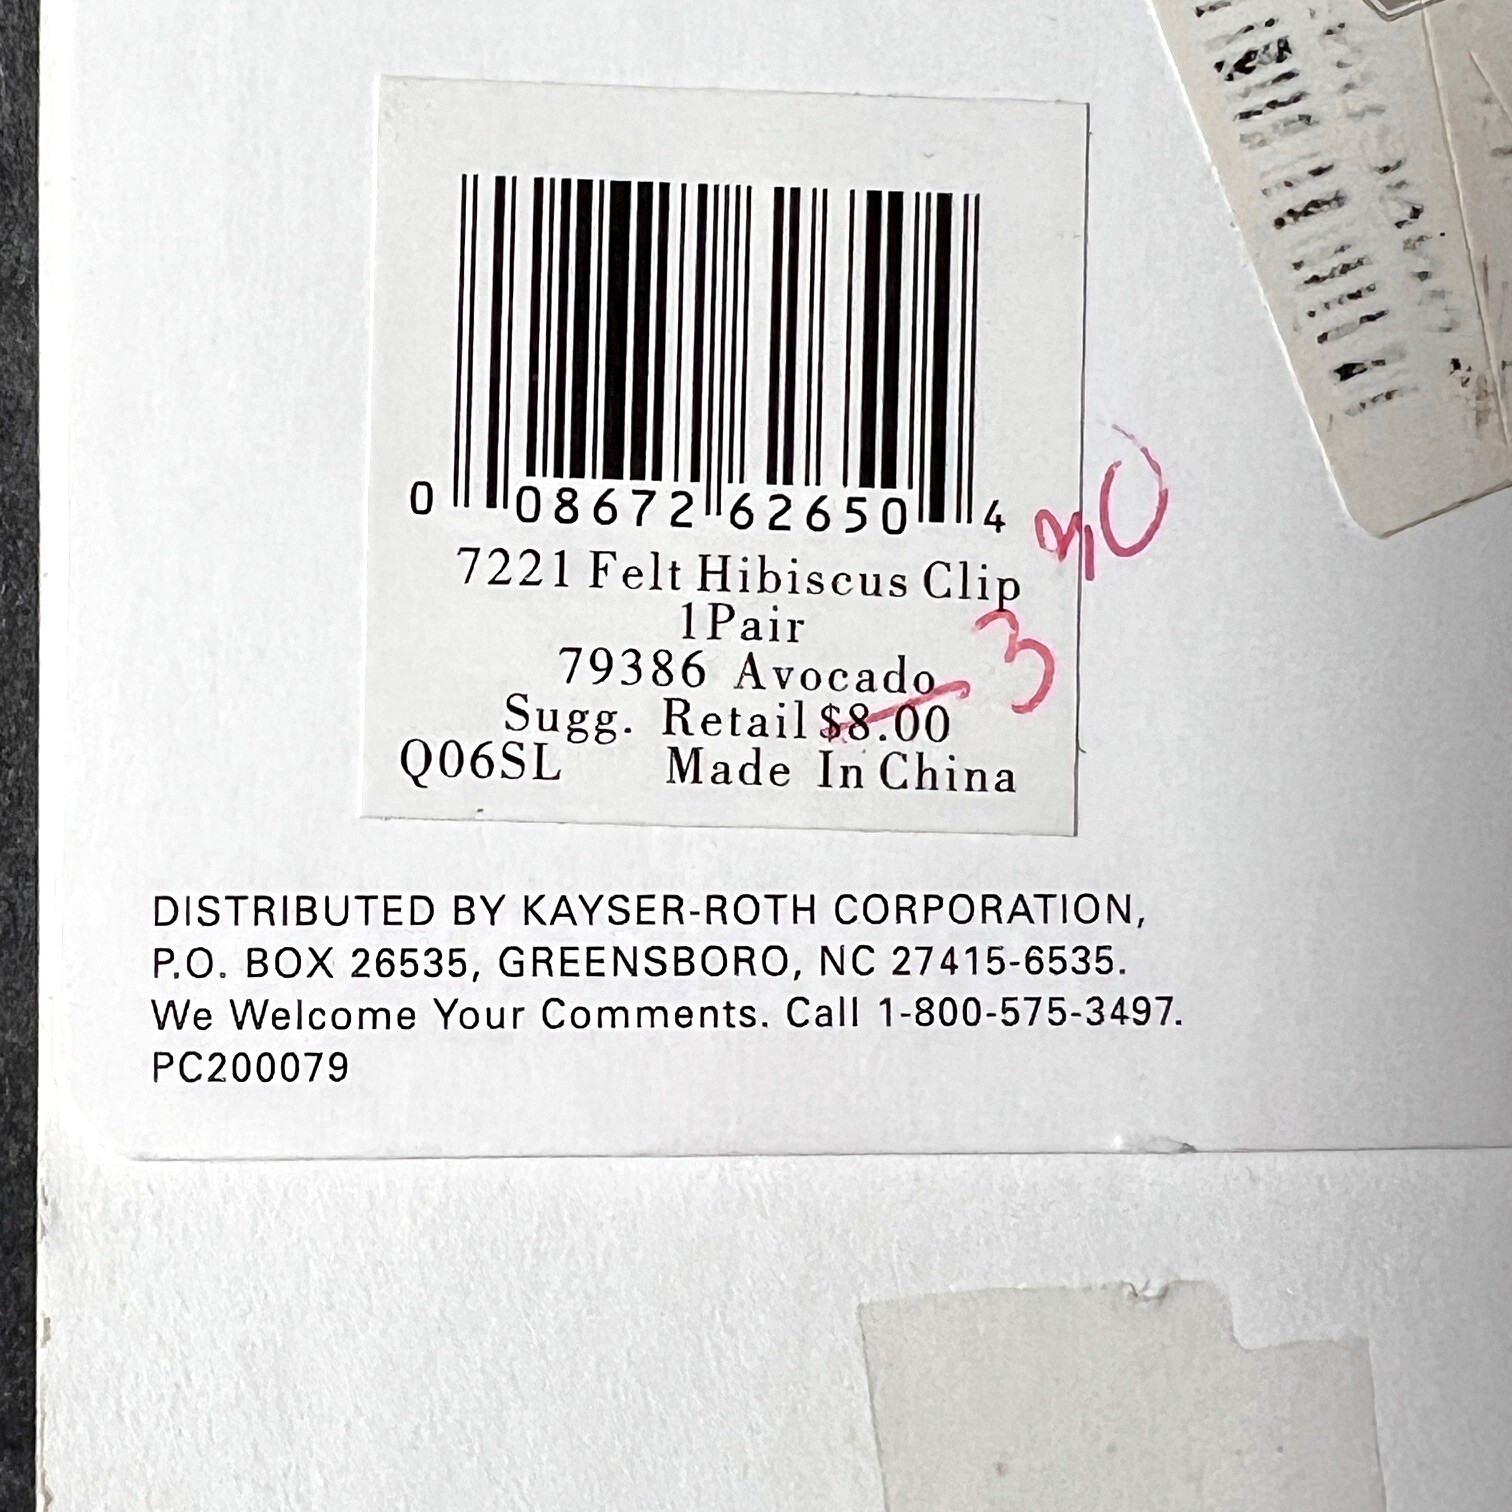 0 08672 62650 4
7221 Felt Hibiscus Clip
1 Pair
79386 Avocado
3
Sugg. Retail $8.00
Q06SL Made In China
DISTRIBUTED BY KAYSER-ROTH CORPORATION,
P.O. BOX 26535, GREENSBORO, NC 27415-6535.
We Welcome Your Comments. Call 1-800-575-3497.
PC200079